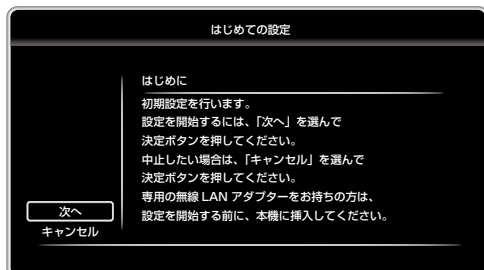 はじめての設定
はじめに
初期設定を行います。
設定を開始するには、「次へ」を選んで
決定ボタンを押してください。
中止したい場合は、「キャンセル」を選んで
決定ボタンを押してください。
専用の無線 LAN アダプターをお持ちの方は、
設定を開始する前に、本機に挿入してください。
次へ
キャンセル